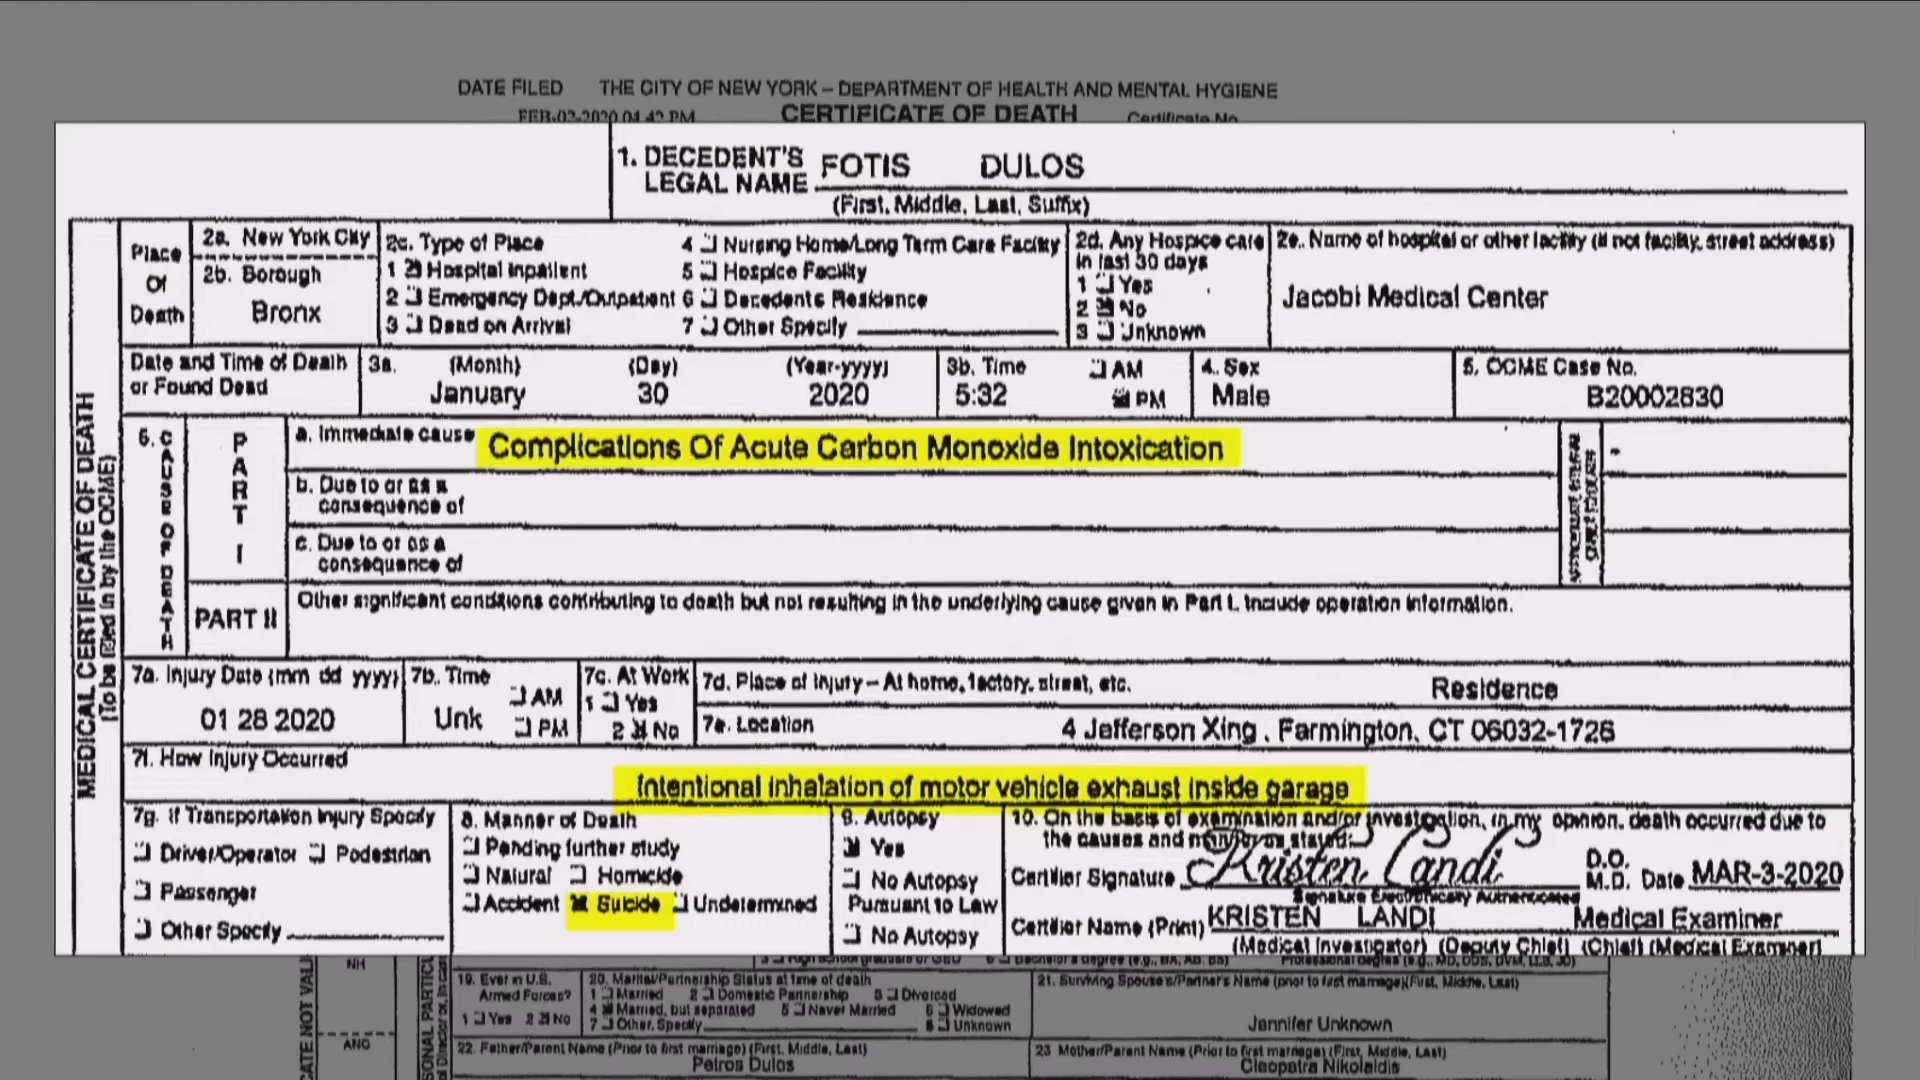 DATE FILED THE CITY OF NEW YORK – DEPARTMENT OF HEALTH AND MENTAL HYGIENE
FEB-02-2020 04:42 PM CERTIFICATE OF DEATH Certificate No.
1. DECEDENT'S LEGAL NAME FOTIS DULOS
(First, Middle, Last, Suffix)
MEDICAL CERTIFICATE OF DEATH
(To be filled in by the OCME)
Place Of Death
2a. New York City
2b. Borough
Bronx
2c. Type of Place
1 Hospital Inpatient
2 Emergency Dept./Outpatient
3 Dead on Arrival
4 Nursing Home/Long Term Care Facility
5 Hospice Facility
6 Decedents Residence
7 Other Specify
2d. Any Hospice care in last 30 days
1 Yes
2 No
3 Unknown
2e. Name of hospital or other facility (if not facility, street address)
Jacobi Medical Center
Date and Time of Death or Found Dead
3a. (Month) (Day) (Year-yyyy)
January 30 2020
3b. Time AM
5:32 PM
4. Sex
Male
5. OCME Case No.
B20002830
6. CAUSE OF DEATH
PART I
a. Immediate cause Complications Of Acute Carbon Monoxide Intoxication
b. Due to or as a consequence of
c. Due to or as a consequence of
PART II
Other significant conditions contributing to death but not resulting in the underlying cause given in Part I. Include operation information.
7a. Injury Date (mm dd yyyy)
01 28 2020
7b. Time AM
Unk PM
7c. At Work
1 Yes
2 No
7d. Place of Injury – At home, factory, street, etc. Residence
7e. Location 4 Jefferson Xing , Farmington, CT 06032-1726
7f. How Injury Occurred
Intentional inhalation of motor vehicle exhaust inside garage
7g. If Transportation Injury Specify
Driver/Operator Pedestrian
Passenger
Other Specify
8. Manner of Death
Pending further study
Natural Homicide
Accident Suicide Undetermined
9. Autopsy
Yes
No Autopsy
Pursuant to Law
No Autopsy
10. On the basis of examination and/or investigation, in my opinion, death occurred due to
the causes and manner as stated:
Certifier Signature Kristen Landi D.O. M.D. Date MAR-3-2020
Signature Electronically Authenticated
Certifier Name (Print) KRISTEN LANDI Medical Examiner
(Medical Investigator) (Deputy Chief) (Chief) (Medical Examiner)
19. Ever in U.S. Armed Forces?
1 Yes 2 No
20. Marital/Partnership Status at time of death
1 Married 2 Domestic Partnership 3 Divorced
4 Married, but separated 5 Never Married 6 Widowed
7 Other, Specify 8 Unknown
21. Surviving Spouse's/Partner's Name (prior to first marriage)(First, Middle, Last)
Jennifer Unknown
22. Father/Parent Name (Prior to first marriage) (First, Middle, Last)
Petros Dulos
23 Mother/Parent Name (Prior to first marriage) (First, Middle, Last)
Cleopatra Nikolaidis
NH
ANC